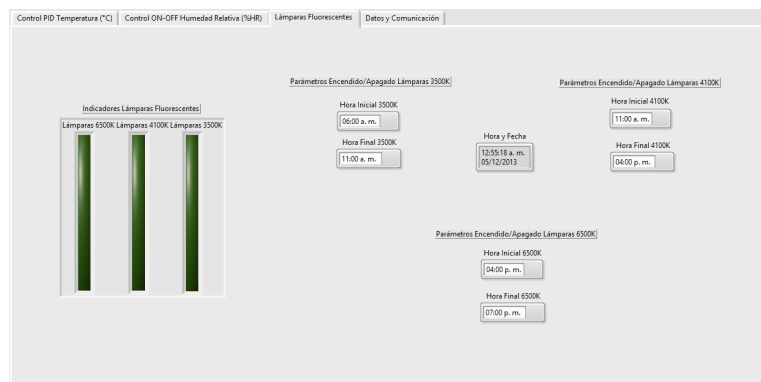 Control PID Temperatura (°C) Control ON-OFF Humedad Relativa (%HR) Lámparas Fluorescentes Datos y Comunicación
Parámetros Encendido/Apagado Lámparas 3500K
Parámetros Encendido/Apagado Lámparas 4100K
Indicadores Lámparas Fluorescentes
Lámparas 6500K Lámparas 4100K Lámparas 3500K
Hora Inicial 3500K
06:00 a. m.
Hora Final 3500K
11:00 a. m.
Hora y Fecha
12:55:18 a. m.
05/12/2013
Hora Inicial 4100K
11:00 a. m.
Hora Final 4100K
04:00 p. m.
Parámetros Encendido/Apagado Lámparas 6500K
Hora Inicial 6500K
04:00 p. m.
Hora Final 6500K
07:00 p. m.